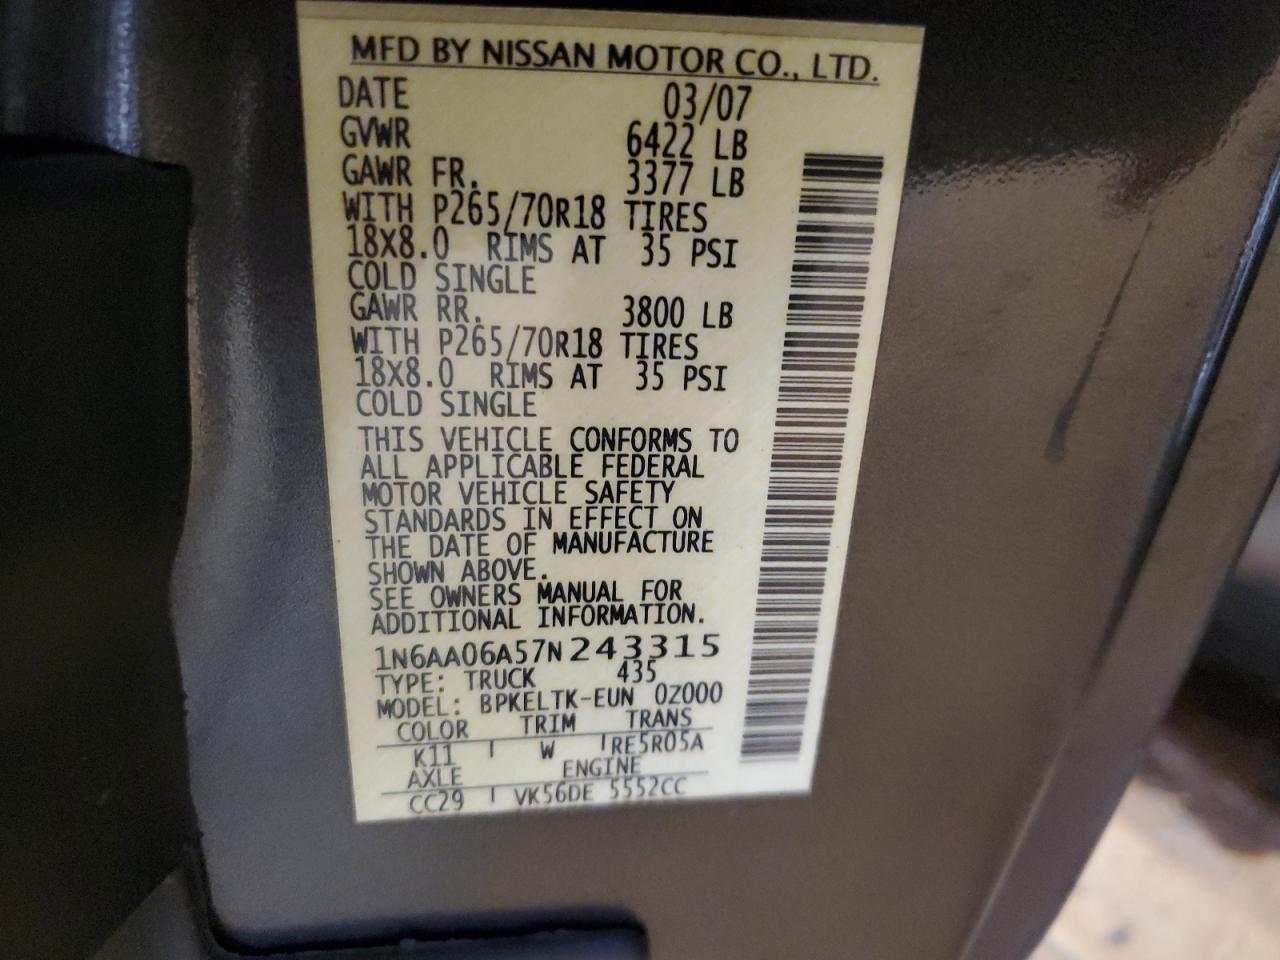 MFD BY NISSAN MOTOR CO., LTD.
DATE 03/07
GVWR 6422 LB
GAWR FR. 3377 LB
WITH P265/70R18 TIRES
18X8.0 RIMS AT 35 PSI
COLD SINGLE
GAWR RR. 3800 LB
WITH P265/70R18 TIRES
18X8.0 RIMS AT 35 PSI
COLD SINGLE
THIS VEHICLE CONFORMS TO
ALL APPLICABLE FEDERAL
MOTOR VEHICLE SAFETY
STANDARDS IN EFFECT ON
THE DATE OF MANUFACTURE
SHOWN ABOVE.
SEE OWNERS MANUAL FOR
ADDITIONAL INFORMATION.
1N6AA06A57N243315
TYPE: TRUCK 435
MODEL: BPKELTK-EUN 0Z000
COLOR TRIM TRANS
K11 W RE5R05A
AXLE ENGINE
CC29 VK56DE 5552CC